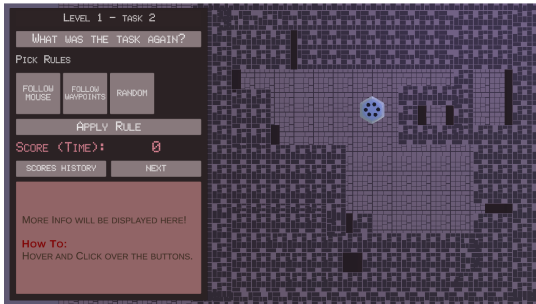 LEVEL 1 - TASK 2
WHAT WAS THE TASK AGAIN?
PICK RULES
FOLLOW MOUSE
FOLLOW WAYPOINTS
RANDOM
APPLY RULE
SCORE (TIME): 0
SCORES HISTORY NEXT
MORE INFO WILL BE DISPLAYED HERE!
HOW TO:
HOVER AND CLICK OVER THE BUTTONS.